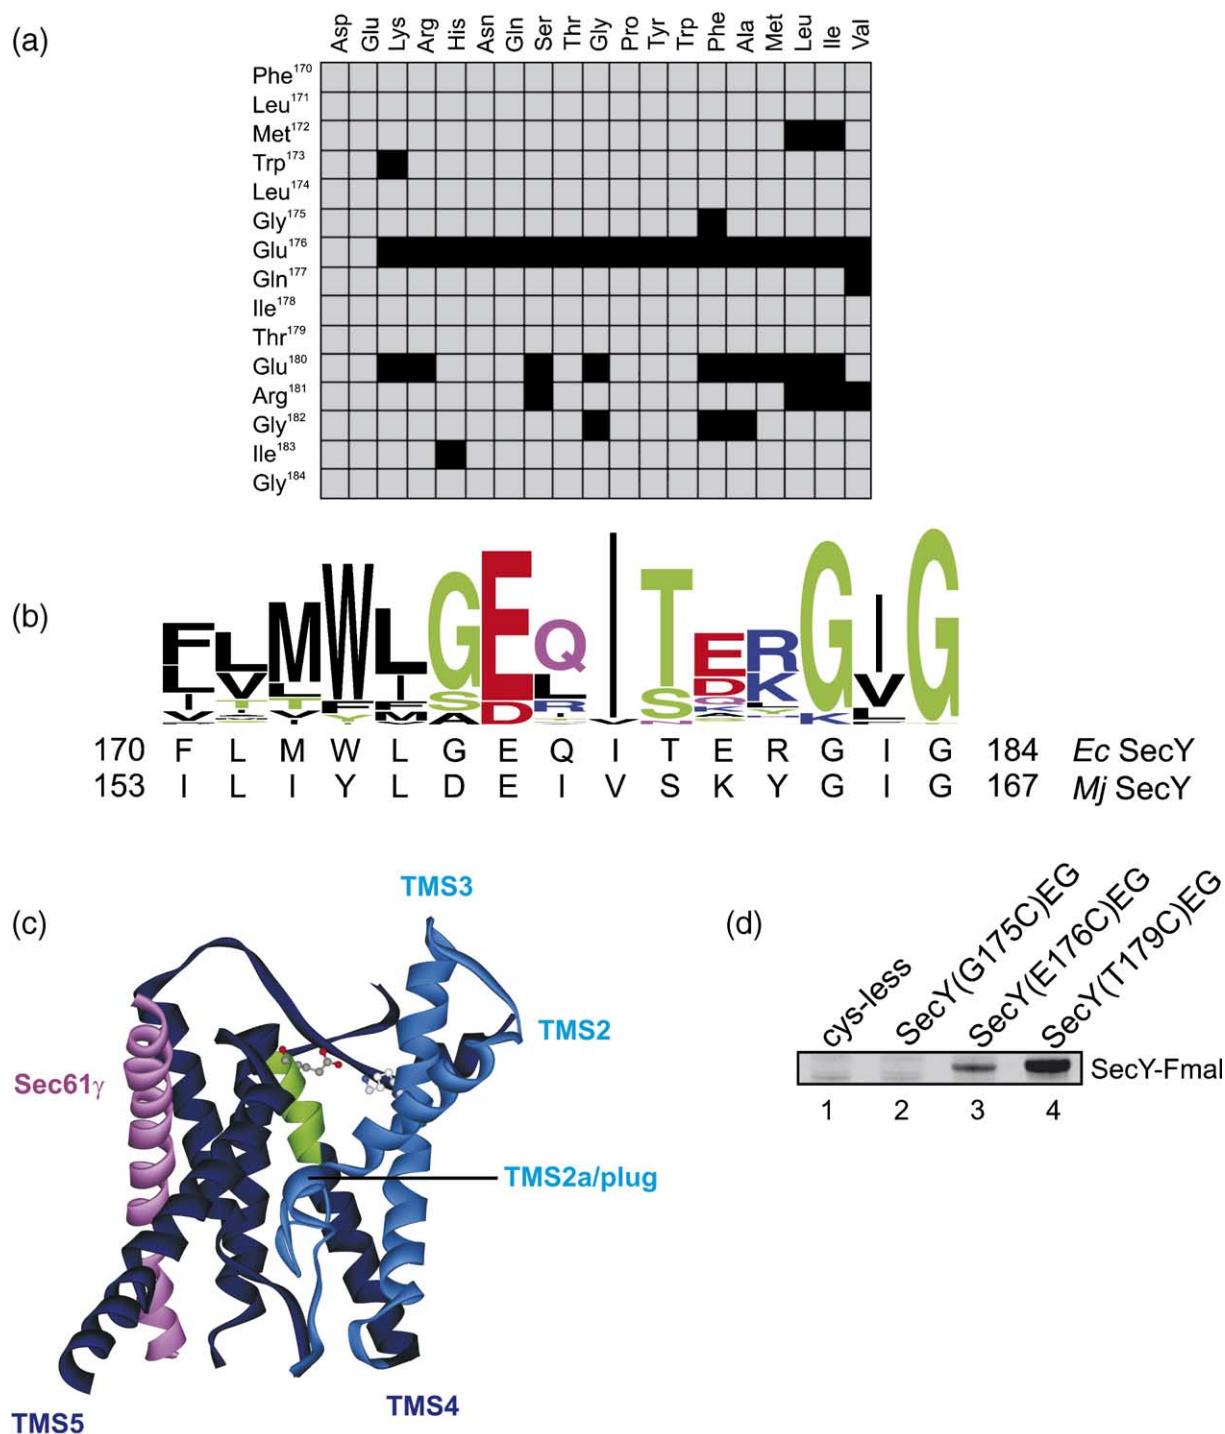 (a)
Asp Glu Lys Arg His Asn Gln Ser Thr Gly Pro Tyr Trp Phe Ala Met Leu Ile Val
Phe170
Leu171
Met172
Trp173
Leu174
Gly175
Glu176
Gln177
Ile178
Thr179
Glu180
Arg181
Gly182
Ile183
Gly184
(b)
170 F L M W L G E Q I T E R G I G 184 Ec SecY
153 I L I Y L D E I V S K Y G I G 167 Mj SecY
(c)
TMS3
TMS2
Sec61γ
TMS2a/plug
TMS5
TMS4
(d)
cys-less
SecY(G175C)EG
SecY(E176C)EG
SecY(T179C)EG
SecY-Fmal
1 2 3 4